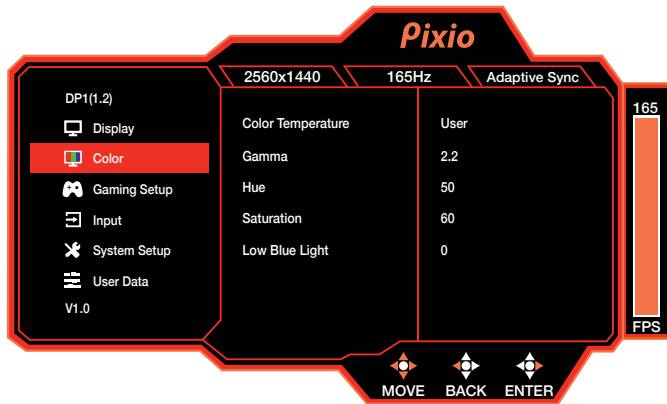 Pixio
2560x1440 165Hz Adaptive Sync
DP1(1.2)
Display
Color
Gaming Setup
Input
System Setup
User Data
V1.0
Color Temperature User
Gamma 2.2
Hue 50
Saturation 60
Low Blue Light 0
165
FPS
MOVE BACK ENTER